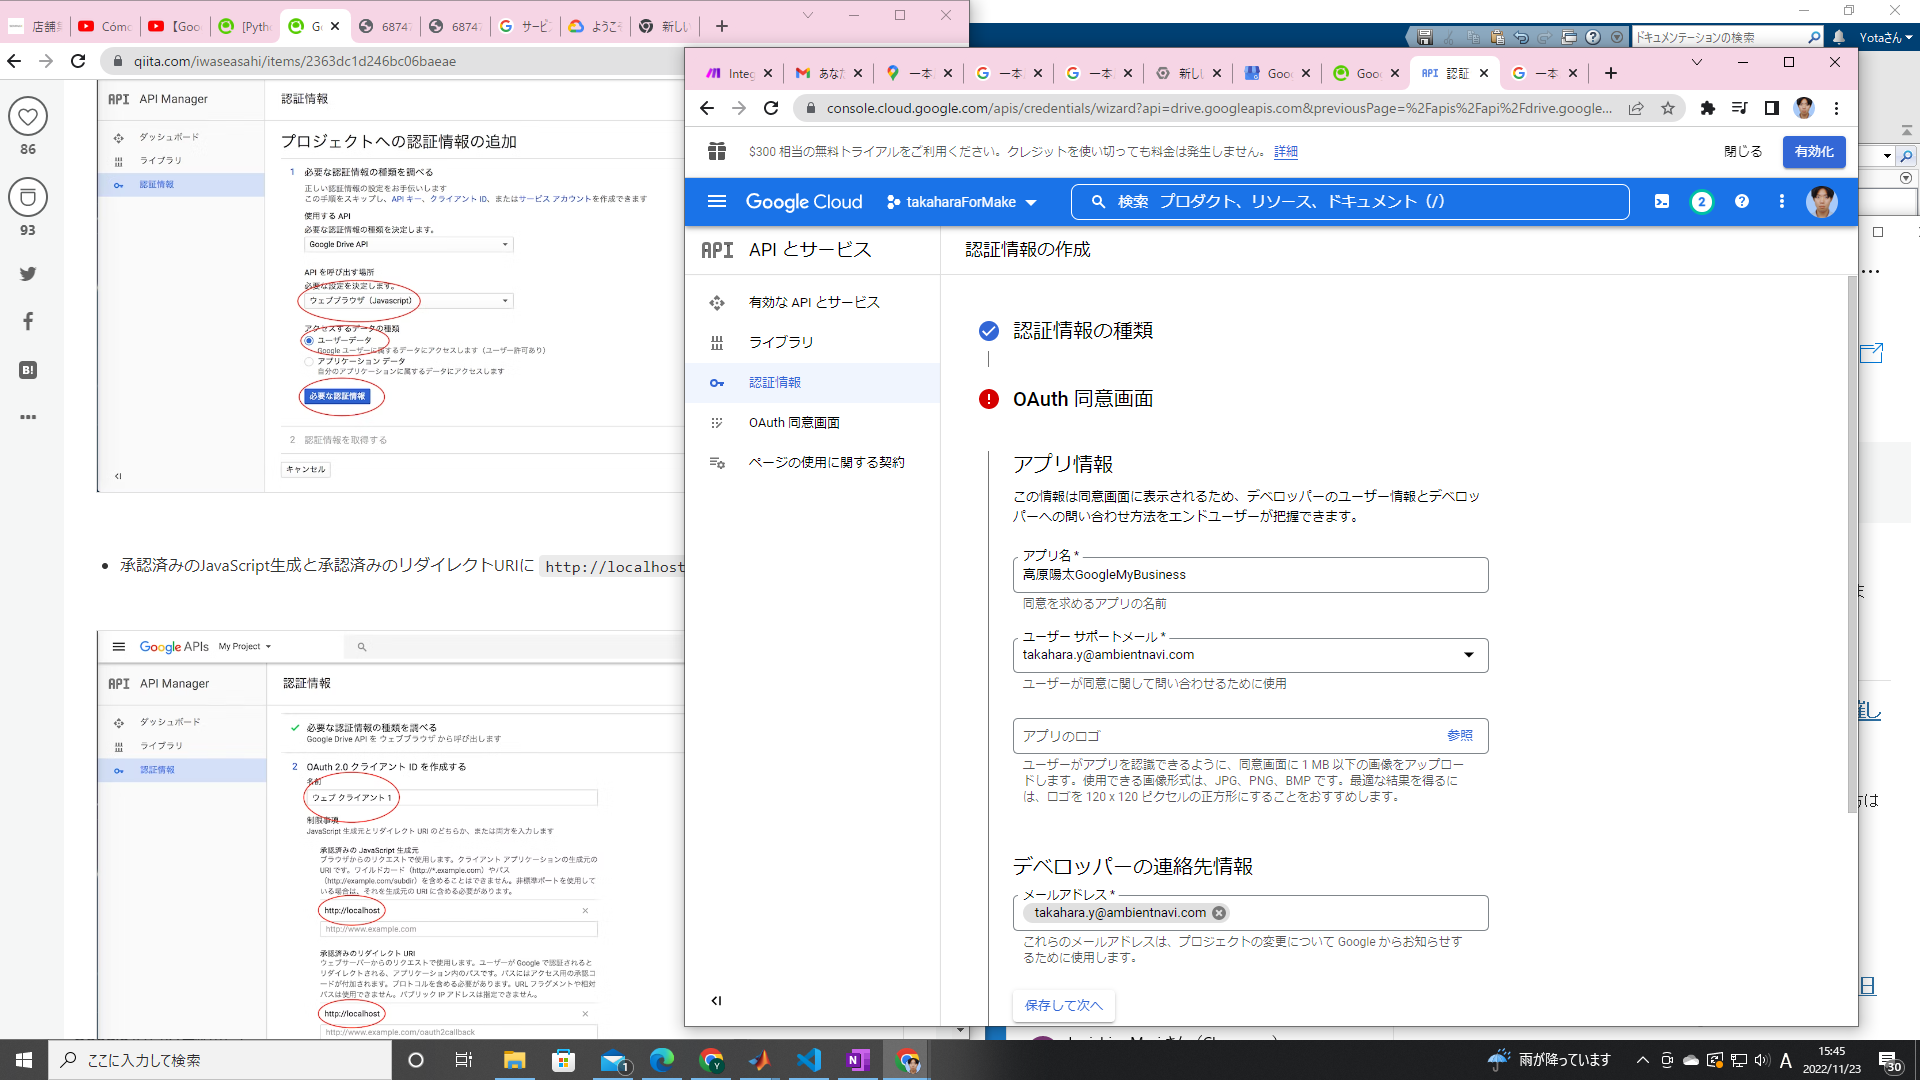 店舗集
Cómo
【Goo
[Pyth
Go
68747
68747
サービ
ようこそ
新しい
qiita.com/iwaseasahi/items/2363dc1d246bc06baeae
86
93
B!
API API Manager
認証情報
ダッシュボード
ライブラリ
認証情報
プロジェクトへの認証情報の追加
1 必要な認証情報の種類を調べる
正しい認証情報の設定をお手伝いします
この手順をスキップし、API キー、クライアント ID、またはサービス アカウントを作成できます
使用する API
必要な認証情報の種類を決定します。
Google Drive API
API を呼び出す場所
必要な設定を決定します。
ウェブブラウザ（Javascript）
アクセスするデータの種類
ユーザーデータ
Google ユーザーに属するデータにアクセスします（ユーザー許可あり）
アプリケーション データ
自分のアプリケーションに属するデータにアクセスします
必要な認証情報
2 認証情報を取得する
キャンセル
承認済みのJavaScript生成と承認済みのリダイレクトURIに http://localhost
Google APIs My Project
API API Manager
認証情報
ダッシュボード
ライブラリ
認証情報
必要な認証情報の種類を調べる
Google Drive API を ウェブブラウザ から呼び出します
2 OAuth 2.0 クライアント ID を作成する
名前
ウェブ クライアント 1
制限事項
JavaScript 生成元とリダイレクト URI のどちらか、または両方を入力します
承認済みの JavaScript 生成元
ブラウザからのリクエストで使用します。クライアント アプリケーションの生成元の
URI です。ワイルドカード（http://*.example.com）やパス
（http://example.com/subdir）を含めることはできません。非標準ポートを使用して
いる場合は、それを生成元の URI に含める必要があります。
http://localhost
http://www.example.com
承認済みのリダイレクト URI
ウェブサーバーからのリクエストで使用します。ユーザーが Google で認証されると
リダイレクトされる、アプリケーション内のパスです。パスにはアクセス用の承認コ
ードが付加されます。プロトコルを含める必要があります。URL フラグメントや相対
パスは使用できません。パブリック IP アドレスは指定できません。
http://localhost
http://www.example.com/oauth2callback
ドキュメンテーションの検索
Yotaさん
Integ
あなた
一本
一本
一本
新し
Goo
Goo
API 認証
一本
console.cloud.google.com/apis/credentials/wizard?api=drive.googleapis.com&previousPage=%2Fapis%2Fapi%2Fdrive.google...
$300 相当の無料トライアルをご利用ください。クレジットを使い切っても料金は発生しません。 詳細
閉じる
有効化
Google Cloud
takaharaForMake
検索 プロダクト、リソース、ドキュメント（/）
2
API API とサービス
有効な API とサービス
ライブラリ
認証情報
OAuth 同意画面
ページの使用に関する契約
認証情報の作成
認証情報の種類
OAuth 同意画面
アプリ情報
この情報は同意画面に表示されるため、デベロッパーのユーザー情報とデベロッ
パーへの問い合わせ方法をエンドユーザーが把握できます。
アプリ名 *
高原陽太GoogleMyBusiness
同意を求めるアプリの名前
ユーザー サポートメール *
takahara.y@ambientnavi.com
ユーザーが同意に関して問い合わせるために使用
アプリのロゴ
参照
ユーザーがアプリを認識できるように、同意画面に 1 MB 以下の画像をアップロー
ドします。使用できる画像形式は、JPG、PNG、BMP です。最適な結果を得るに
は、ロゴを 120 x 120 ピクセルの正方形にすることをおすすめします。
デベロッパーの連絡先情報
メールアドレス *
takahara.y@ambientnavi.com
これらのメールアドレスは、プロジェクトの変更について Google からお知らせす
るために使用します。
保存して次へ
ま
催し
は
日
ここに入力して検索
1
雨が降っています
A
15:45
2022/11/23
30